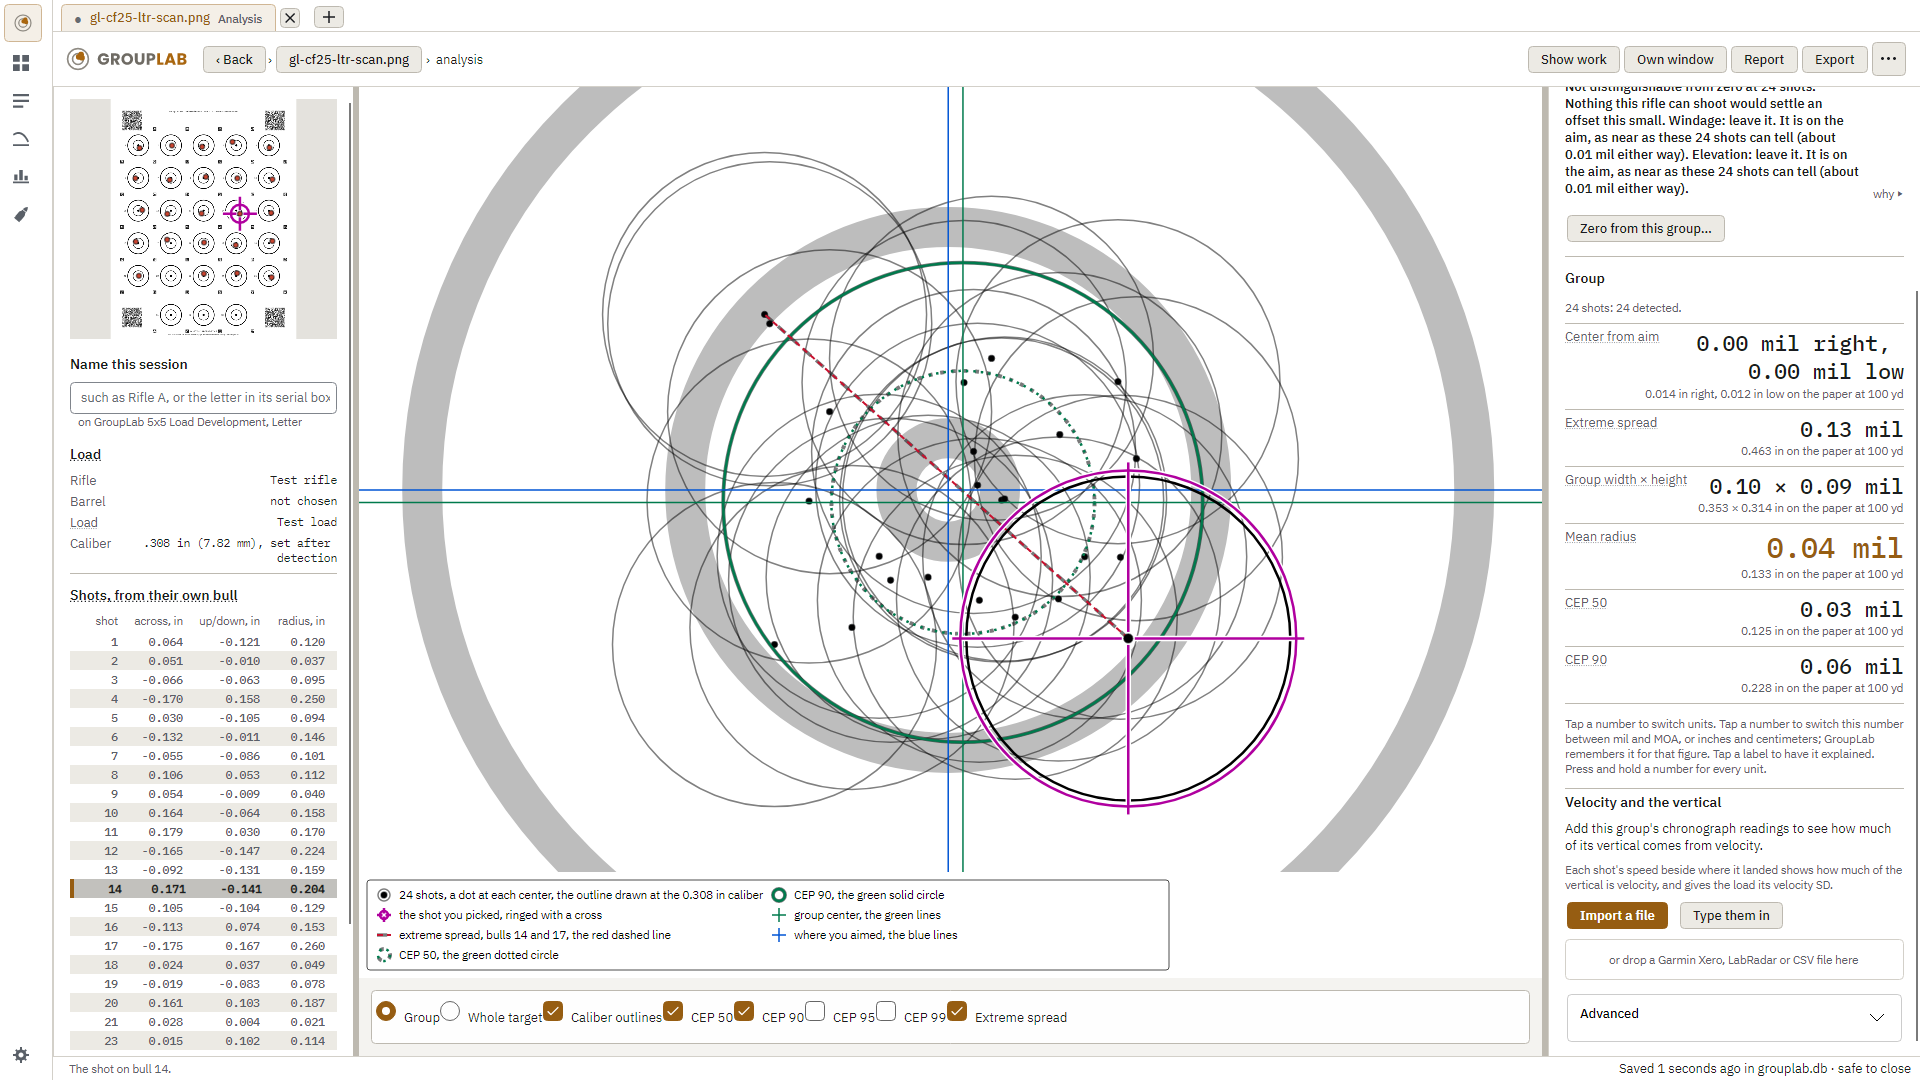 gl-cf25-ltr-scan.png Analysis
GROUPLAB
‹ Back › gl-cf25-ltr-scan.png › analysis
Show work
Own window
Report
Export
Name this session
such as Rifle A, or the letter in its serial box
on GroupLab 5x5 Load Development, Letter
Load
Rifle Test rifle
Barrel not chosen
Load Test load
Caliber .308 in (7.82 mm), set after
detection
Shots, from their own bull
shot across, in up/down, in radius, in
1 0.064 -0.121 0.120
2 0.051 -0.010 0.037
3 -0.066 -0.063 0.095
4 -0.170 0.158 0.250
5 0.030 -0.105 0.094
6 -0.132 -0.011 0.146
7 -0.055 -0.086 0.101
8 0.106 0.053 0.112
9 0.054 -0.009 0.040
10 0.164 -0.064 0.158
11 0.179 0.030 0.170
12 -0.165 -0.147 0.224
13 -0.092 -0.131 0.159
14 0.171 -0.141 0.204
15 0.105 -0.104 0.129
16 -0.113 0.074 0.153
17 -0.175 0.167 0.260
18 0.024 0.037 0.049
19 -0.019 -0.083 0.078
20 0.161 0.103 0.187
21 0.028 0.004 0.021
23 0.015 0.102 0.114
24 shots, a dot at each center, the outline drawn at the 0.308 in caliber
the shot you picked, ringed with a cross
extreme spread, bulls 14 and 17, the red dashed line
CEP 50, the green dotted circle
CEP 90, the green solid circle
group center, the green lines
where you aimed, the blue lines
Group Whole target Caliber outlines CEP 50 CEP 90 CEP 95 CEP 99 Extreme spread
Not distinguishable from zero at 24 shots.
Nothing this rifle can shoot would settle an
offset this small. Windage: leave it. It is on the
aim, as near as these 24 shots can tell (about
0.01 mil either way). Elevation: leave it. It is on
the aim, as near as these 24 shots can tell (about
0.01 mil either way).
why ▸
Zero from this group...
Group
24 shots: 24 detected.
Center from aim 0.00 mil right,
0.00 mil low
0.014 in right, 0.012 in low on the paper at 100 yd
Extreme spread 0.13 mil
0.463 in on the paper at 100 yd
Group width × height 0.10 × 0.09 mil
0.353 × 0.314 in on the paper at 100 yd
Mean radius 0.04 mil
0.133 in on the paper at 100 yd
CEP 50 0.03 mil
0.125 in on the paper at 100 yd
CEP 90 0.06 mil
0.228 in on the paper at 100 yd
Tap a number to switch units. Tap a number to switch this number
between mil and MOA, or inches and centimeters; GroupLab
remembers it for that figure. Tap a label to have it explained.
Press and hold a number for every unit.
Velocity and the vertical
Add this group's chronograph readings to see how much
of its vertical comes from velocity.
Each shot's speed beside where it landed shows how much of the
vertical is velocity, and gives the load its velocity SD.
Import a file
Type them in
or drop a Garmin Xero, LabRadar or CSV file here
Advanced
The shot on bull 14.
Saved 1 seconds ago in grouplab.db · safe to close